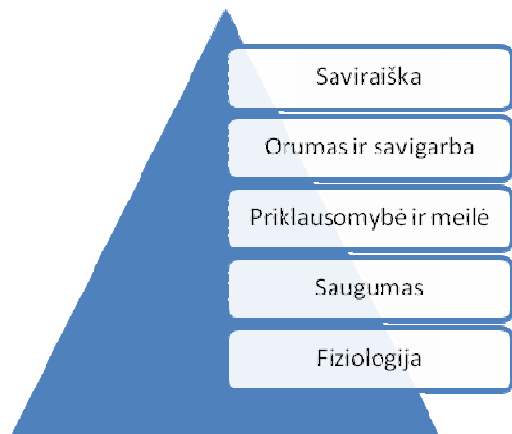 Saviraiška
Orumas ir savigarba
Priklausomybė ir meilė
Saugumas
Fiziologija